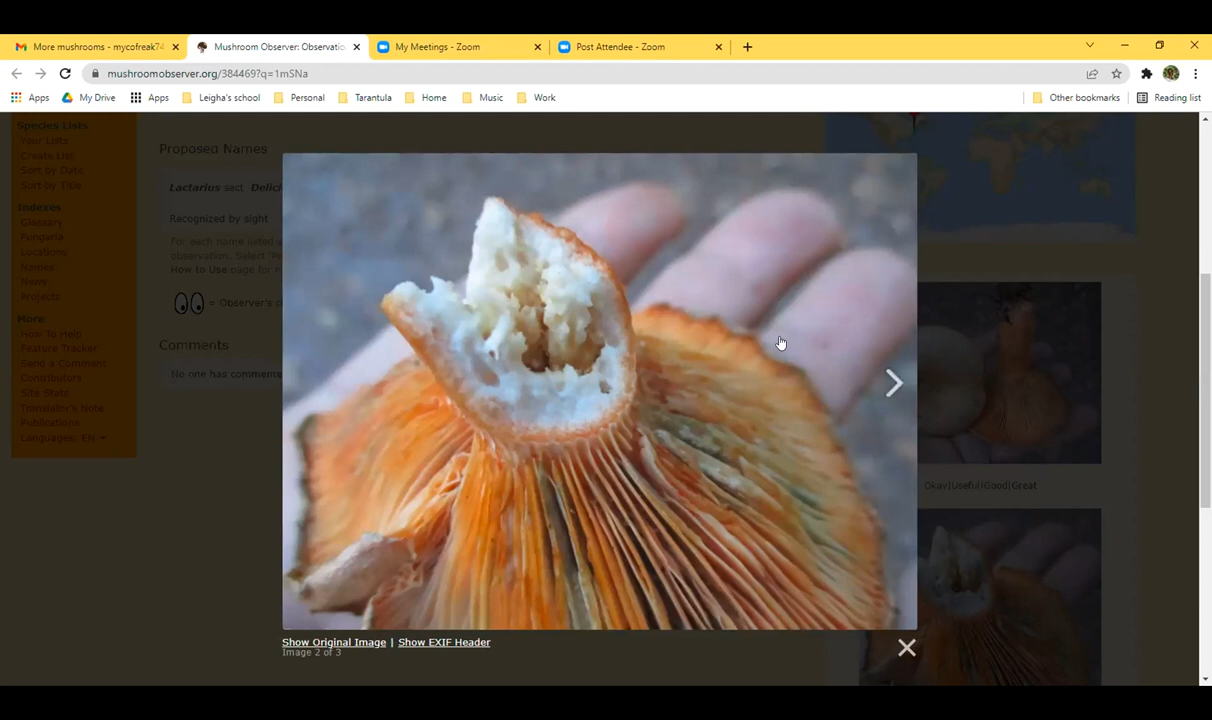 More mushrooms - mycofreak74
Mushroom Observer: Observatio
My Meetings - Zoom
Post Attendee - Zoom
mushroomobserver.org/384469?q=1mSNa
Apps
My Drive
Apps
Leigha's school
Personal
Tarantula
Home
Music
Work
Other bookmarks
Reading list
Species Lists
Your Lists
Create List
Sort by Date
Sort by Title
Indexes
Glossary
Fungaria
Locations
Names
News
Projects
More
How To Help
Feature Tracker
Send a Comment
Contributors
Site Stats
Translator's Note
Publications
Languages: EN
Proposed Names
Lactarius sect. Delici
Recognized by sight
For each name listed
observation. Select "Pe
How to Use page for m
= Observer's c
Comments
No one has commente
Okay|Useful|Good|Great
Show Original Image | Show EXIF Header
Image 2 of 3